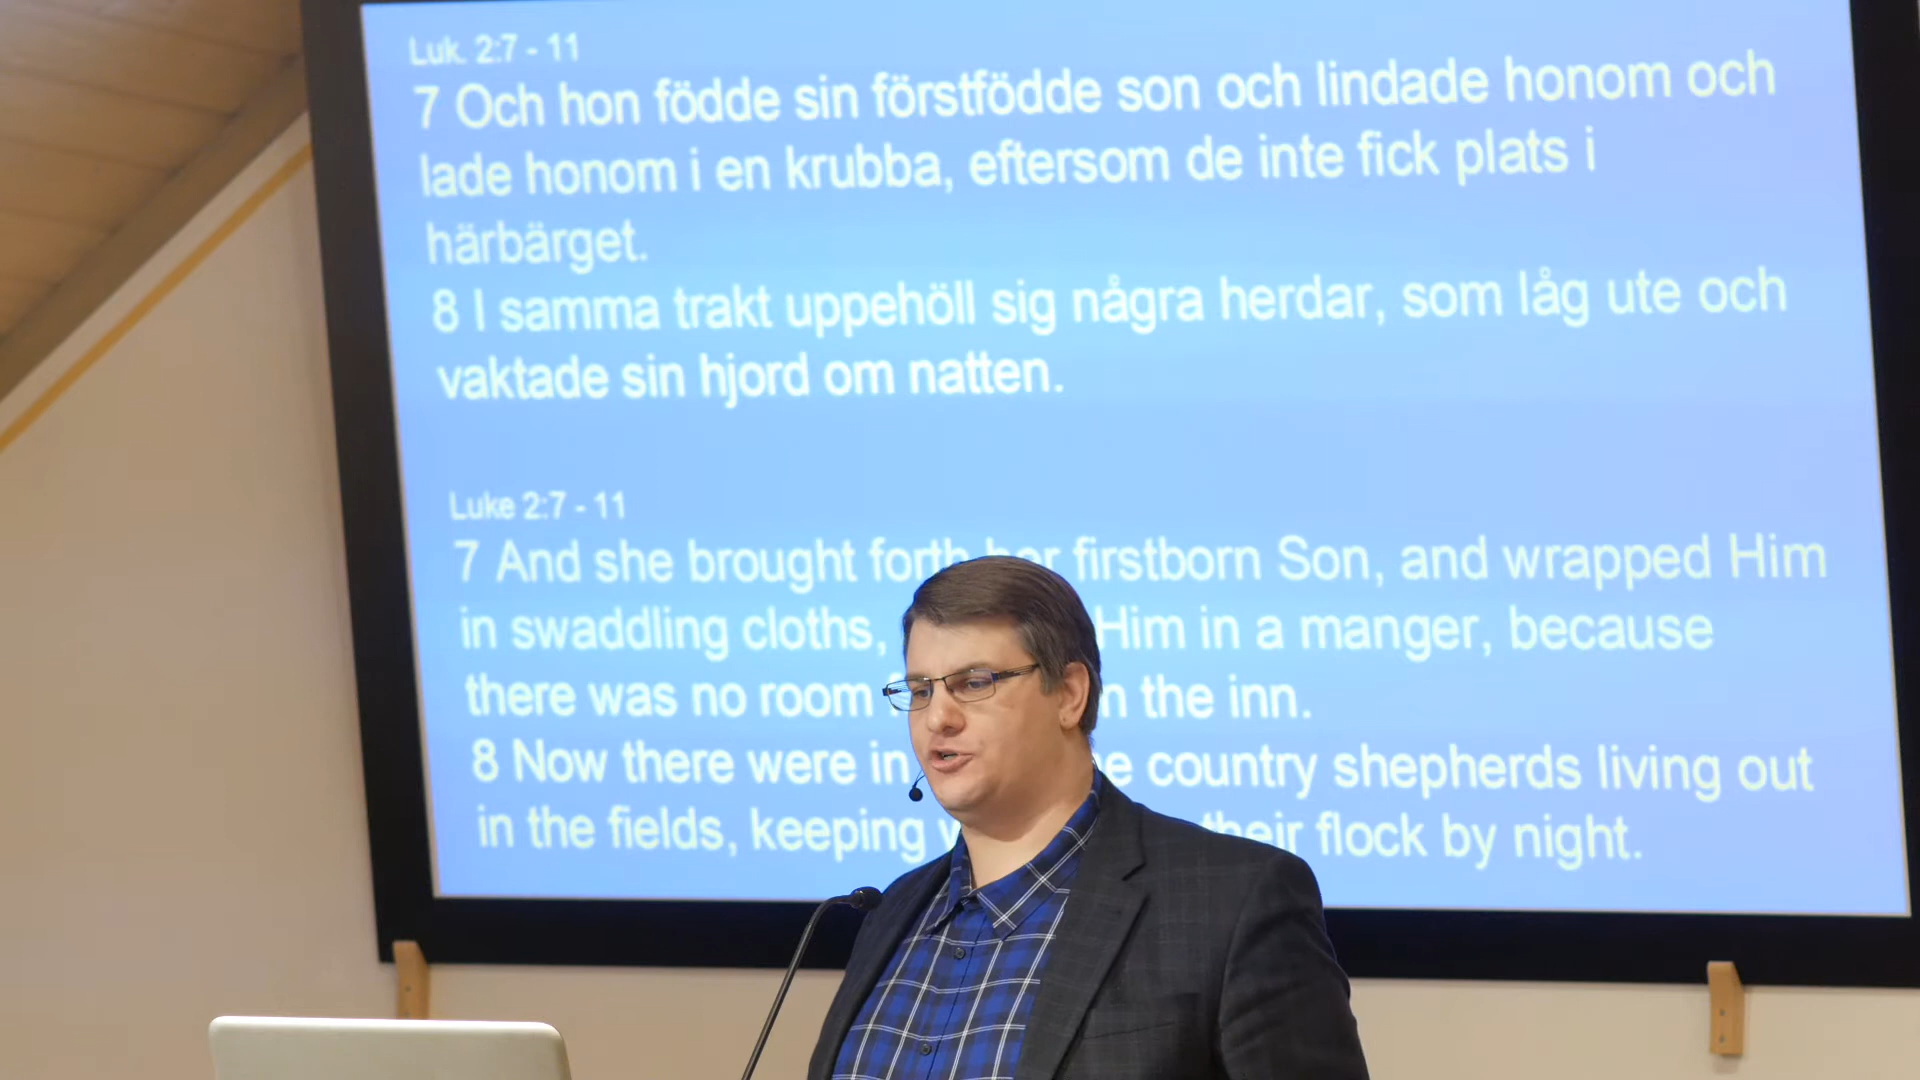 Luk. 2:7 - 11
7 Och hon födde sin förstfödde son och lindade honom och
lade honom i en krubba, eftersom de inte fick plats i
härbärget.
8 I samma trakt uppehöll sig några herdar, som låg ute och
vaktade sin hjord om natten.
Luke 2:7 - 11
7 And she brought forth her firstborn Son, and wrapped Him
in swaddling cloths, Him in a manger, because
there was no room the inn.
8 Now there were in country shepherds living out
in the fields, keeping their flock by night.